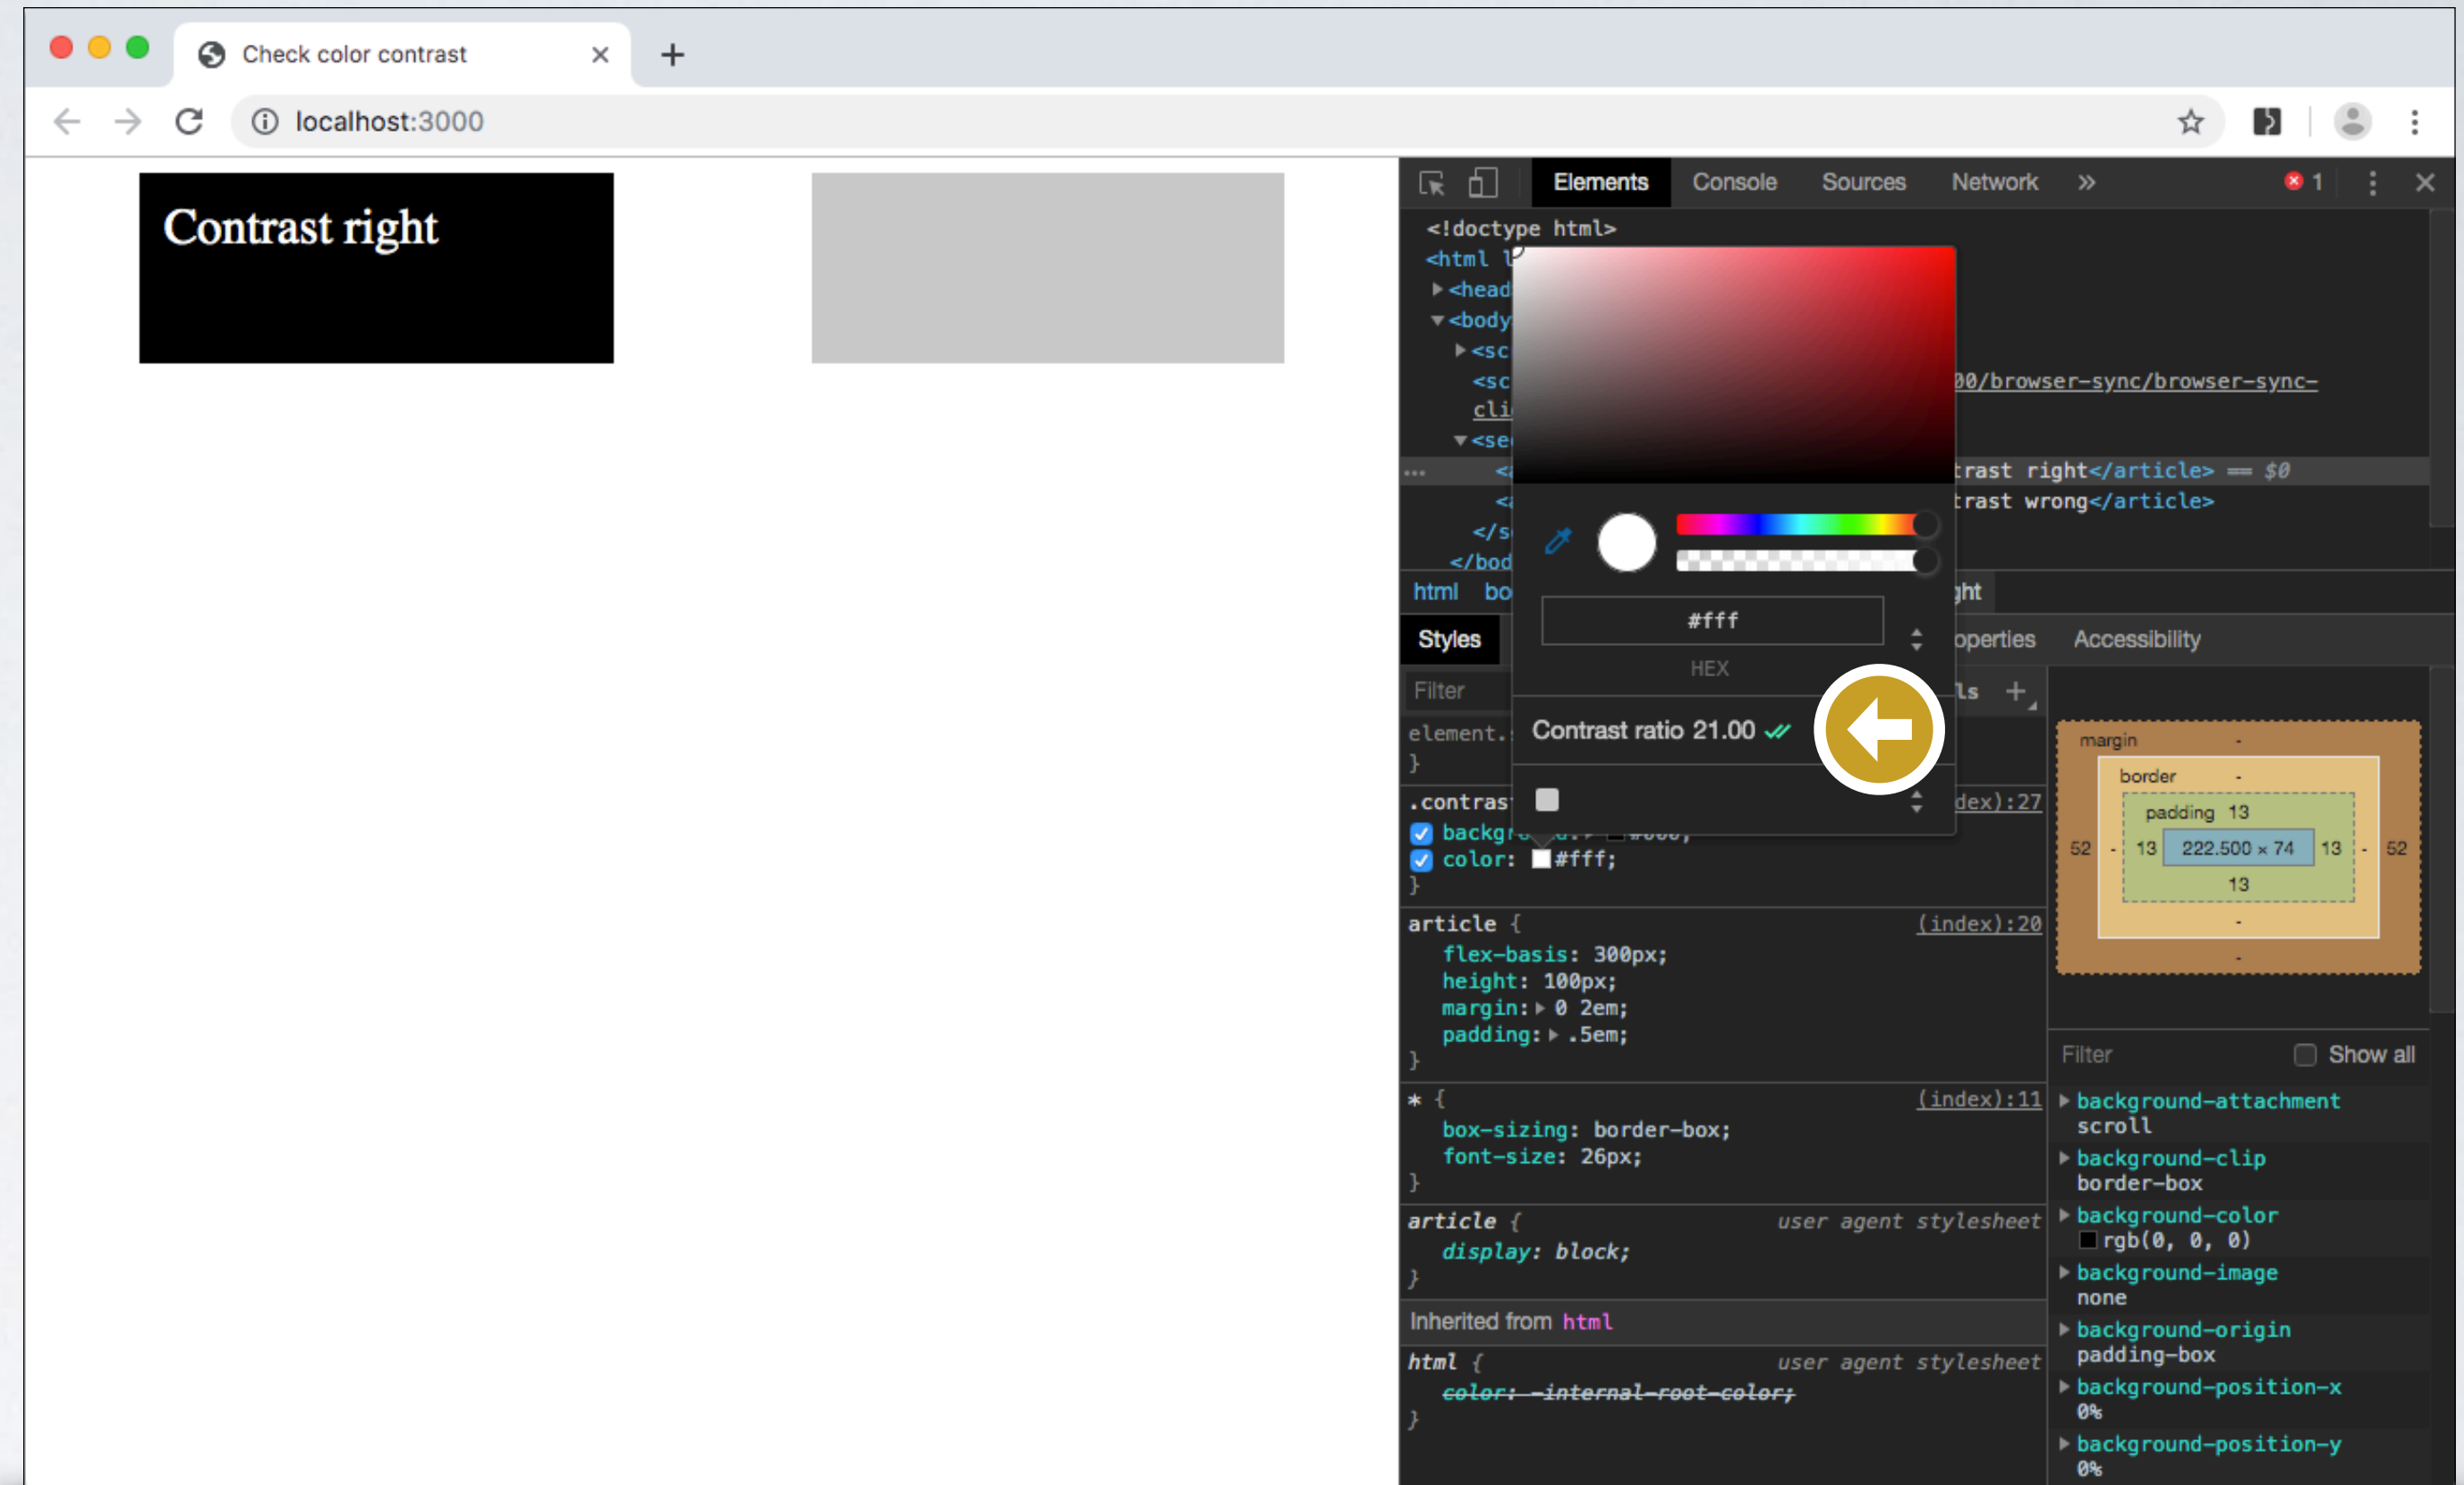 Check color contrast
localhost:3000
Contrast right
Elements Console Sources Network » 1
<!doctype html>
<html l
<head
<body
<sc
<sc 00/browser-sync/browser-sync-
cli
<se
... <a trast right</article> == $0
<a trast wrong</article>
</s
</bod
html bo ght
#fff
HEX
Styles operties Accessibility
Filter ls +
Contrast ratio 21.00
element.s
}
.contras dex):27
background: #000;
color: #fff;
}
article { (index):20
flex-basis: 300px;
height: 100px;
margin: 0 2em;
padding: .5em;
}
* { (index):11
box-sizing: border-box;
font-size: 26px;
}
article { user agent stylesheet
display: block;
}
Inherited from html
html { user agent stylesheet
color: -internal-root-color;
}
margin -
border -
padding 13
52 - 13 222.500 × 74 13 - 52
13
-
-
Filter Show all
background-attachment
scroll
background-clip
border-box
background-color
rgb(0, 0, 0)
background-image
none
background-origin
padding-box
background-position-x
0%
background-position-y
0%